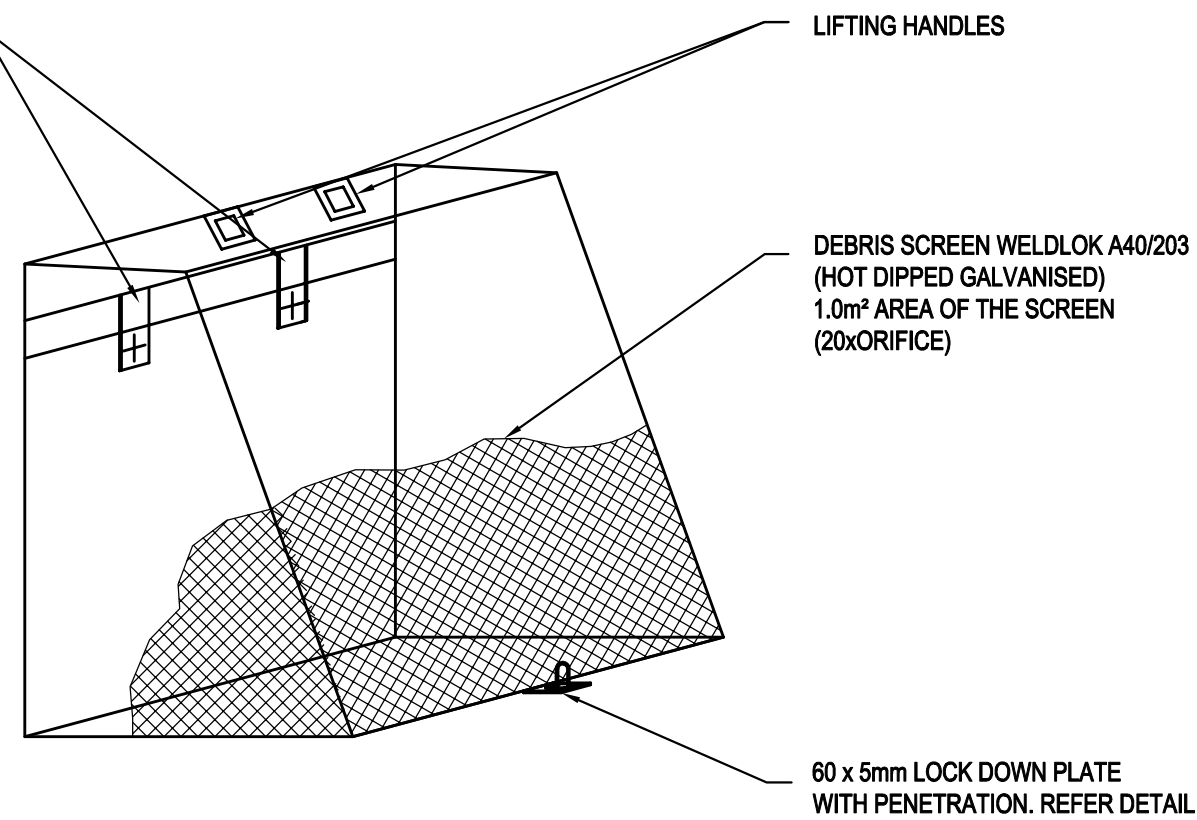 LIFTING HANDLES
DEBRIS SCREEN WELDLOK A40/203
(HOT DIPPED GALVANISED)
1.0m² AREA OF THE SCREEN
(20xORIFICE)
60 x 5mm LOCK DOWN PLATE
WITH PENETRATION. REFER DETAIL